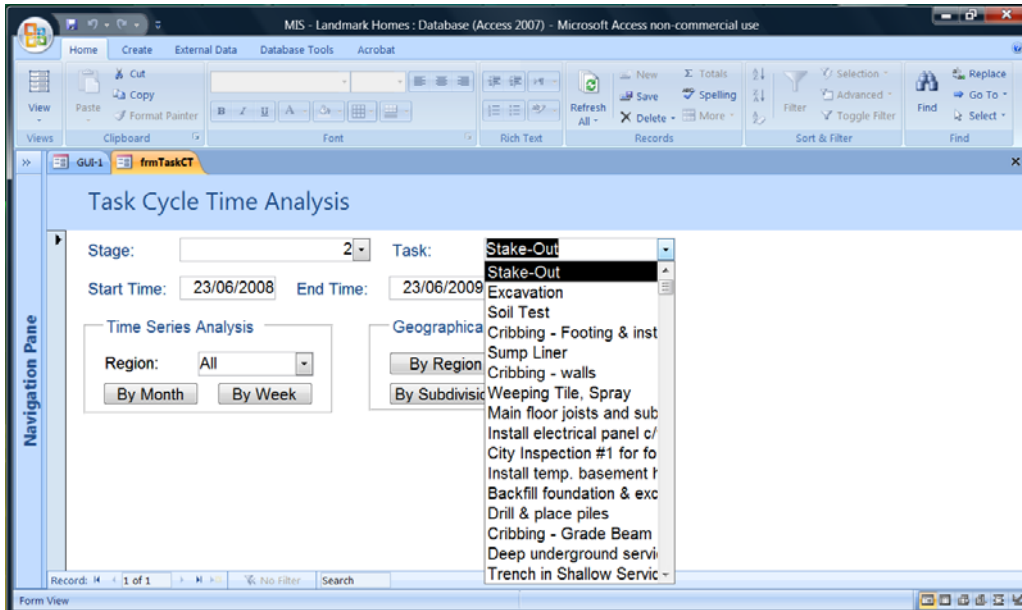 MIS - Landmark Homes : Database (Access 2007) - Microsoft Access non-commercial use
Home Create External Data Database Tools Acrobat
View
Views
Paste
Cut
Copy
Format Painter
Clipboard
B I U A
Font
Rich Text
Refresh All
New
Save
Delete
Totals
Spelling
More
Records
Filter
Selection
Advanced
Toggle Filter
Sort & Filter
Find
Replace
Go To
Select
Find
GUI-1 frmTaskCT
Navigation Pane
Task Cycle Time Analysis
Stage: 2 Task: Stake-Out
Start Time: 23/06/2008 End Time: 23/06/2009
Time Series Analysis
Region: All
By Month By Week
Geographica
By Region
By Subdivisio
Stake-Out
Excavation
Soil Test
Cribbing - Footing & inst
Sump Liner
Cribbing - walls
Weeping Tile, Spray
Main floor joists and sub
Install electrical panel c/
City Inspection #1 for fo
Install temp. basement h
Backfill foundation & exc
Drill & place piles
Cribbing - Grade Beam
Deep underground servi
Trench in Shallow Servic
Record: 1 of 1 No Filter Search
Form View